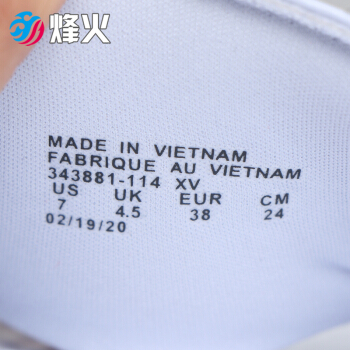 烽火
MADE IN VIETNAM
FABRIQUE AU VIETNAM
343881-114 XV
US UK EUR CM
7 4.5 38 24
02/19/20